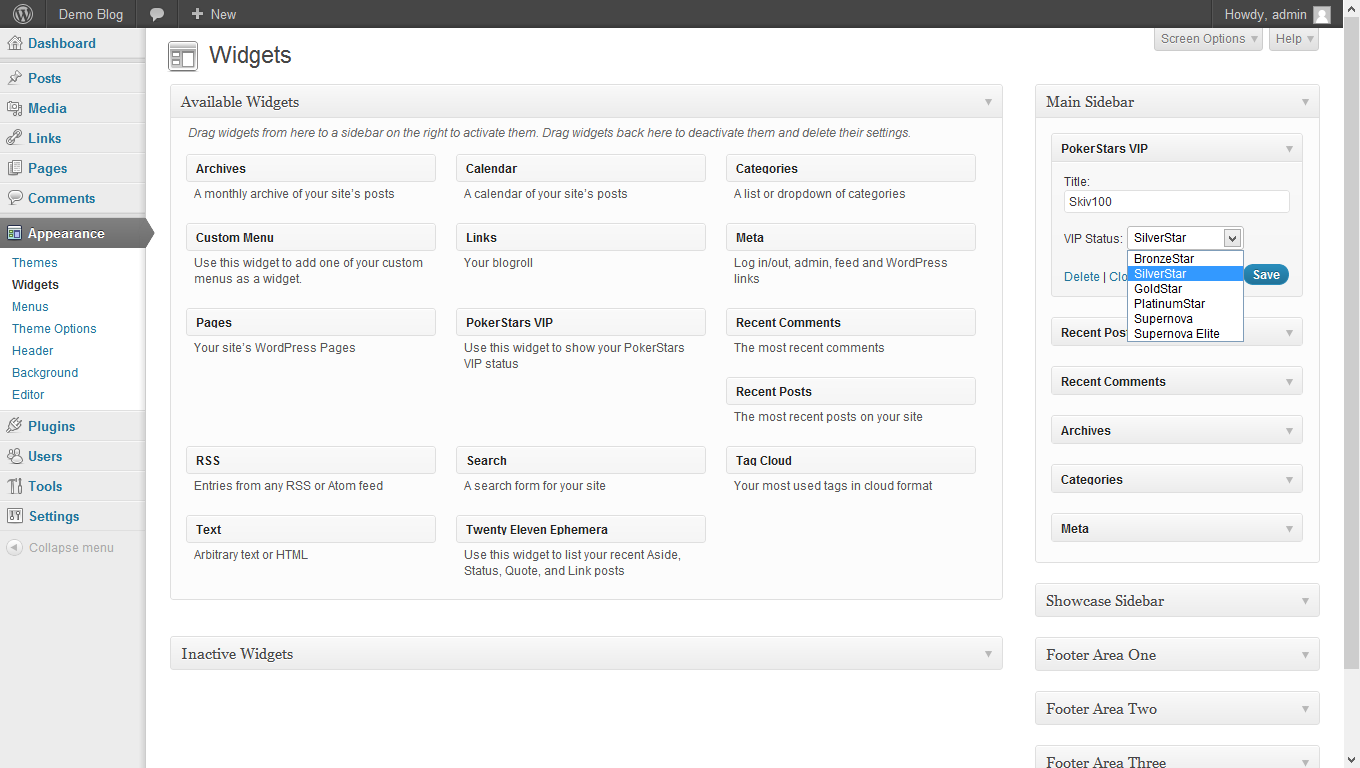 Demo Blog
New
Howdy, admin
Dashboard
Posts
Media
Links
Pages
Comments
Appearance
Themes
Widgets
Menus
Theme Options
Header
Background
Editor
Plugins
Users
Tools
Settings
Collapse menu
Screen Options
Help
Widgets
Available Widgets
Drag widgets from here to a sidebar on the right to activate them. Drag widgets back here to deactivate them and delete their settings.
Archives
A monthly archive of your site's posts
Calendar
A calendar of your site's posts
Categories
A list or dropdown of categories
Custom Menu
Use this widget to add one of your custom
menus as a widget.
Links
Your blogroll
Meta
Log in/out, admin, feed and WordPress
links
Pages
Your site's WordPress Pages
PokerStars VIP
Use this widget to show your PokerStars
VIP status
Recent Comments
The most recent comments
Recent Posts
The most recent posts on your site
RSS
Entries from any RSS or Atom feed
Search
A search form for your site
Tag Cloud
Your most used tags in cloud format
Text
Arbitrary text or HTML
Twenty Eleven Ephemera
Use this widget to list your recent Aside,
Status, Quote, and Link posts
Inactive Widgets
Main Sidebar
PokerStars VIP
Title:
Skiv100
VIP Status: SilverStar
BronzeStar
SilverStar
GoldStar
PlatinumStar
Supernova
Supernova Elite
Delete | Clo
Save
Recent Pos
Recent Comments
Archives
Categories
Meta
Showcase Sidebar
Footer Area One
Footer Area Two
Footer Area Three